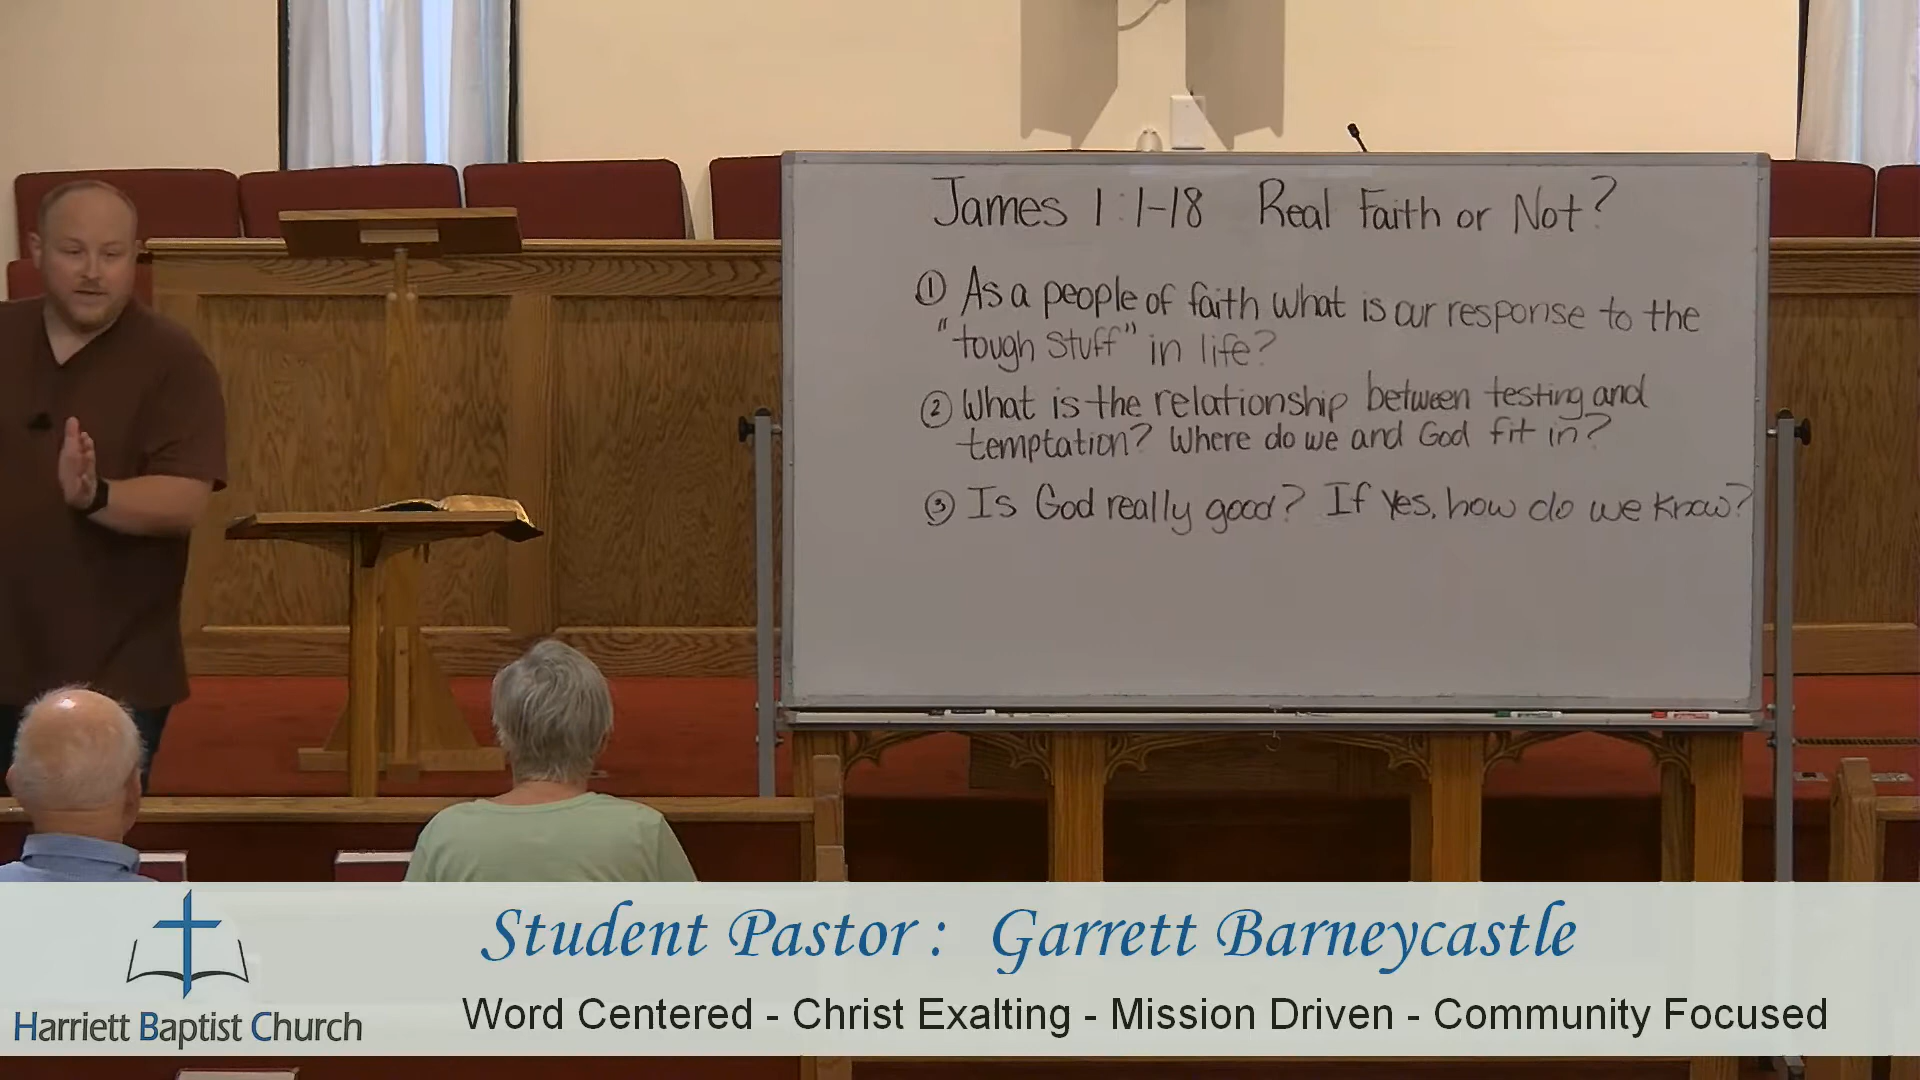 James 1:1-18 Real Faith or Not?
① As a people of faith what is our response to the
"tough stuff" in life?
② What is the relationship between testing and
temptation? Where do we and God fit in?
③ Is God really good? If yes, how do we know?
Student Pastor: Garrett Barneycastle
Word Centered - Christ Exalting - Mission Driven - Community Focused
Harriett Baptist Church